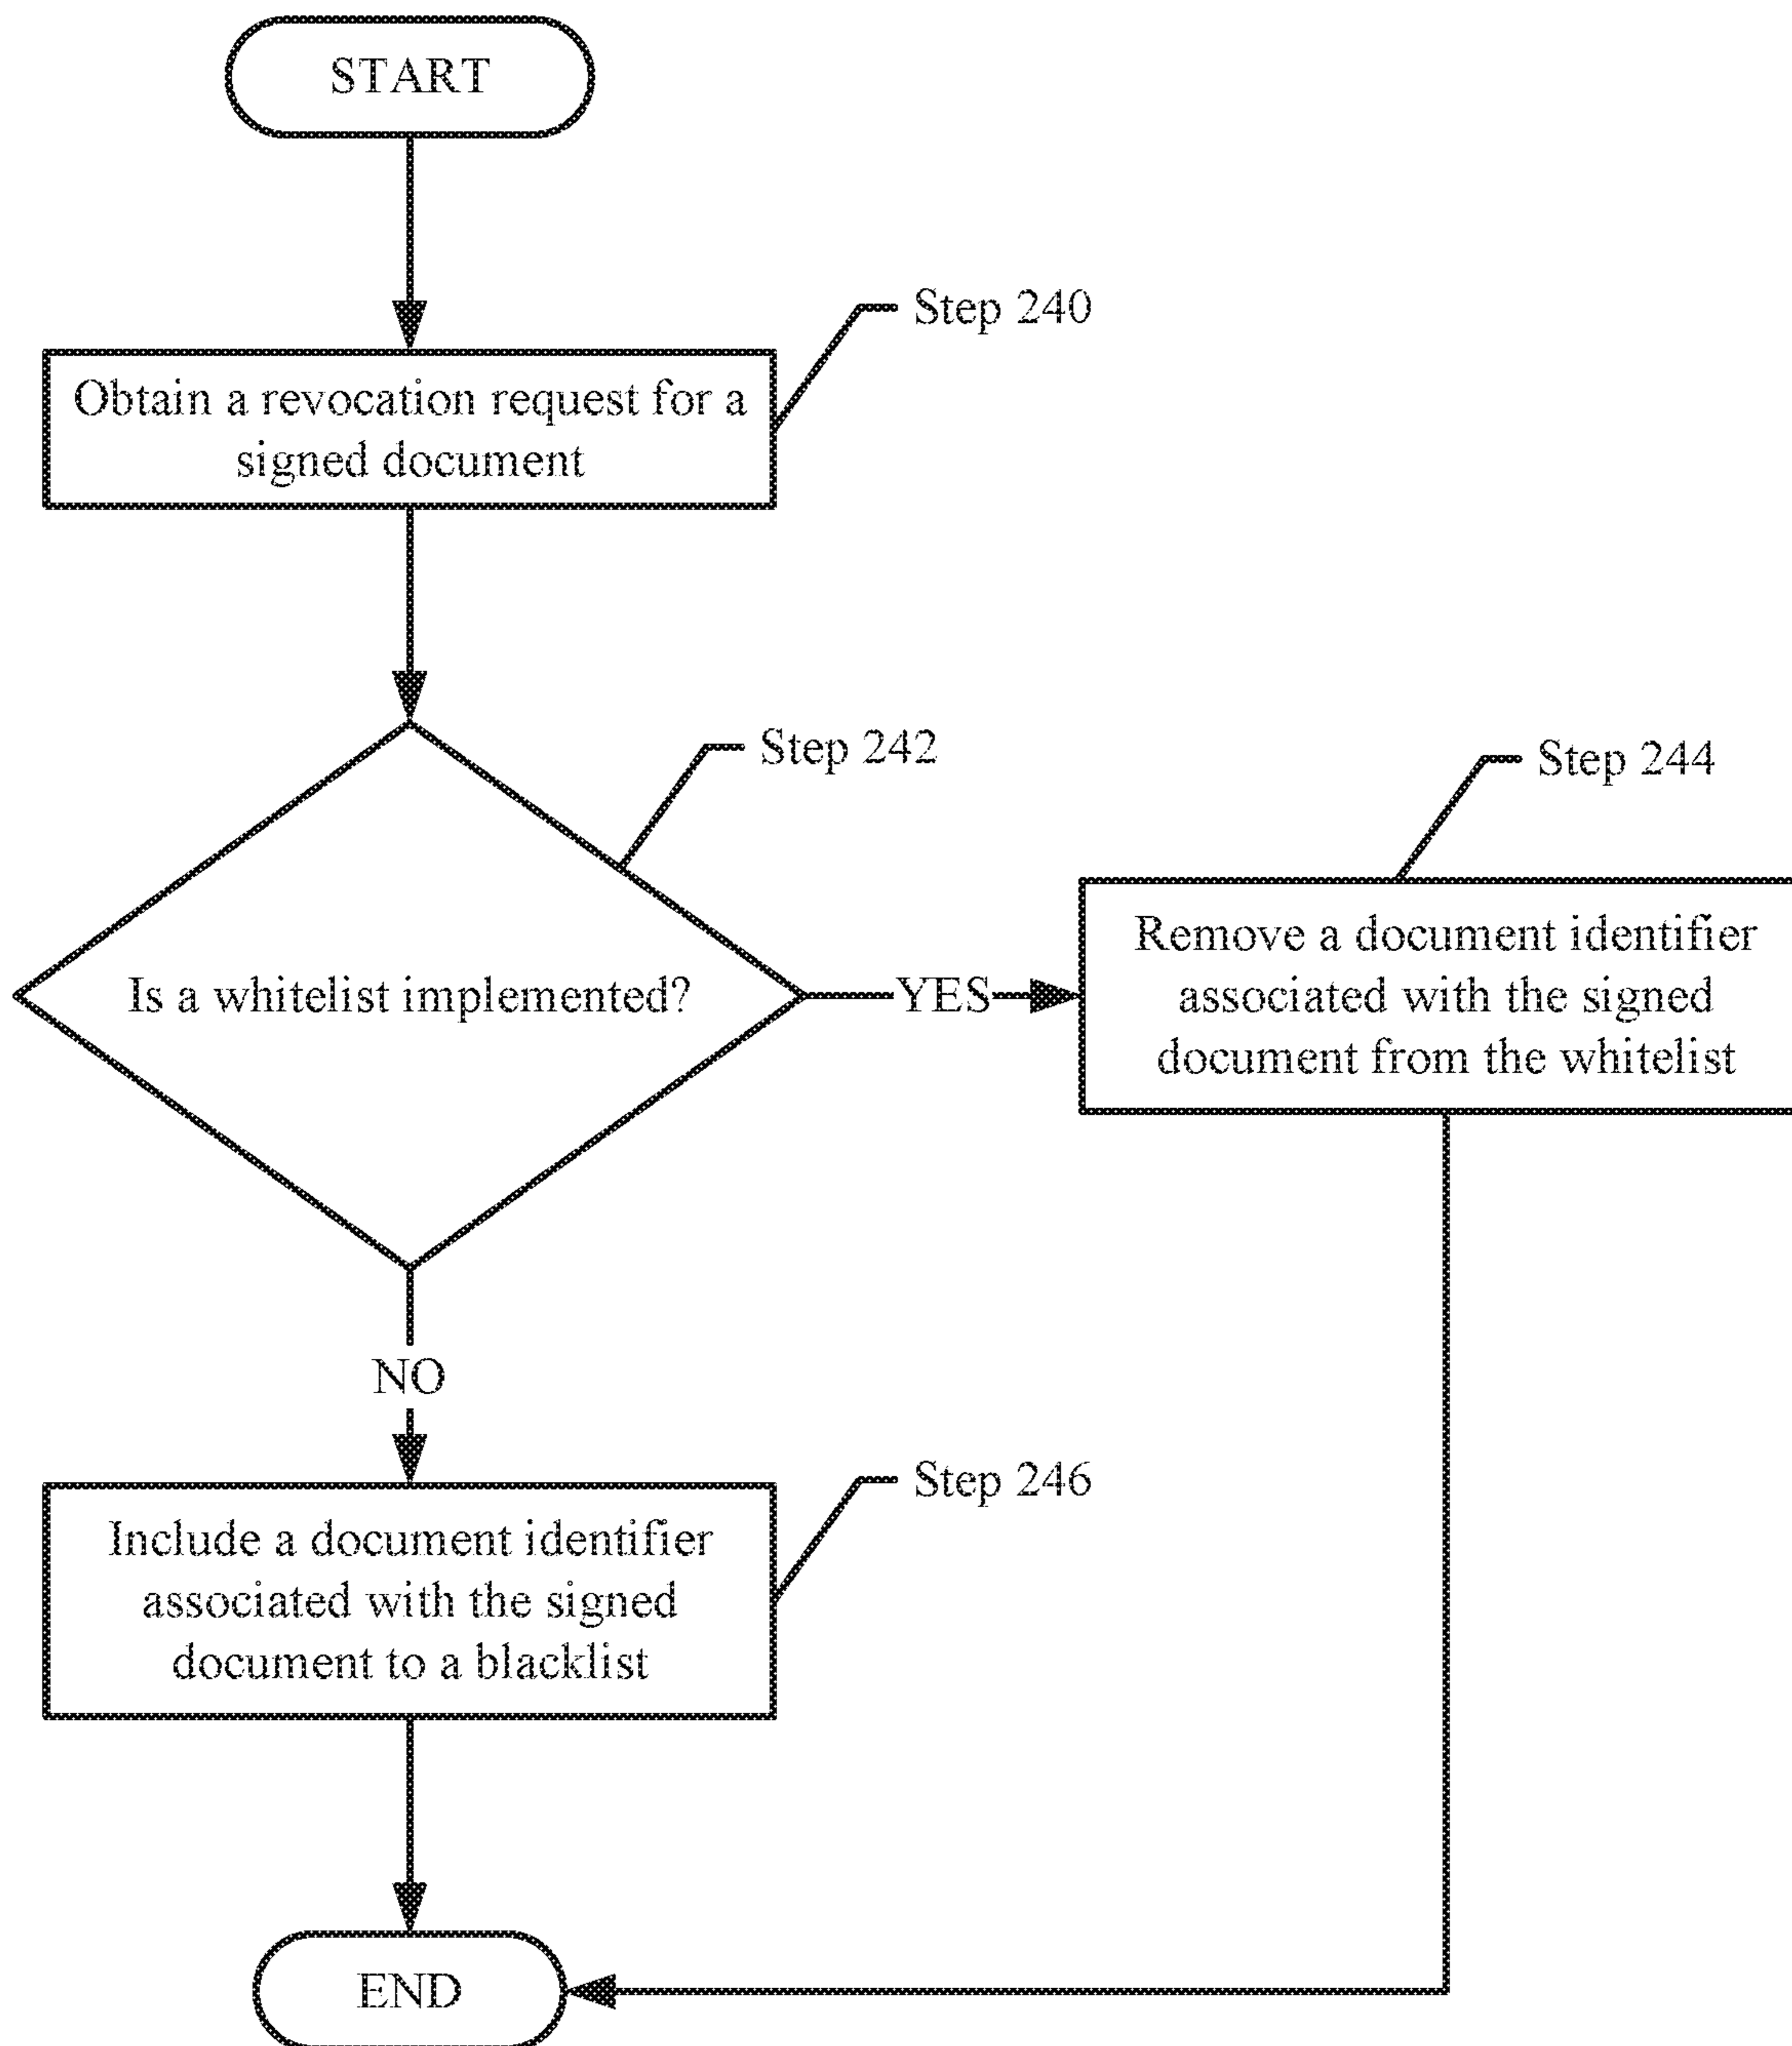 START
Step 240
Obtain a revocation request for a
signed document
Step 242
Step 244
Is a whitelist implemented?
YES
Remove a document identifier
associated with the signed
document from the whitelist
NO
Step 246
Include a document identifier
associated with the signed
document to a blacklist
END